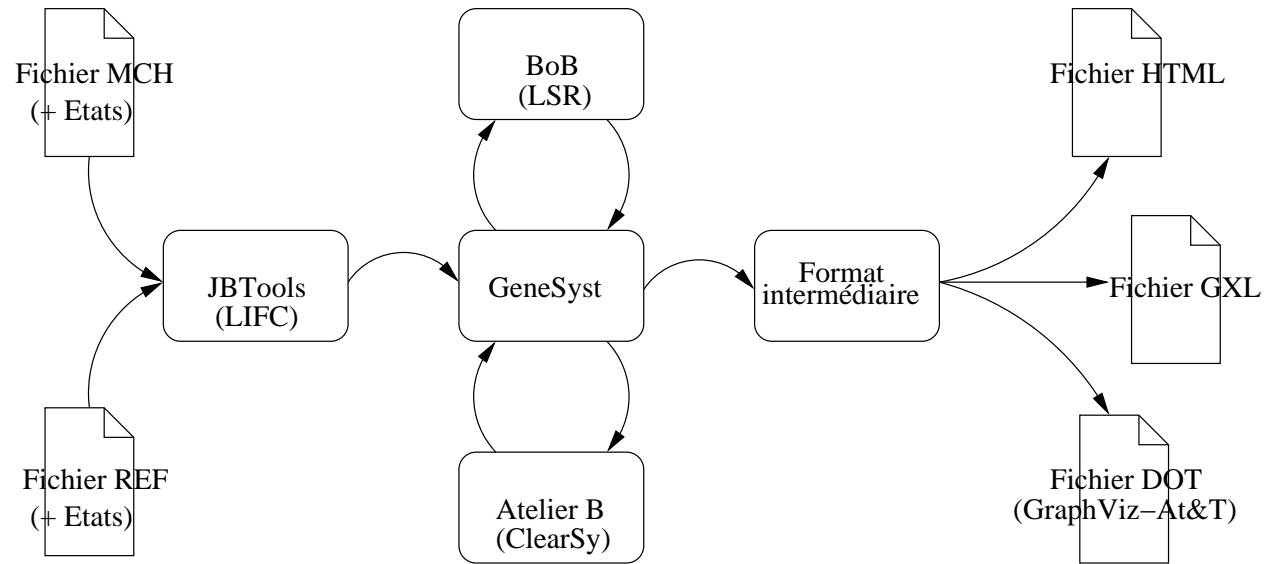 Fichier MCH
(+ Etats)
BoB
(LSR)
Fichier HTML
JBTools
(LIFC)
GeneSyst
Format
intermédiaire
Fichier GXL
Fichier REF
(+ Etats)
Atelier B
(ClearSy)
Fichier DOT
(GraphViz−At&T)